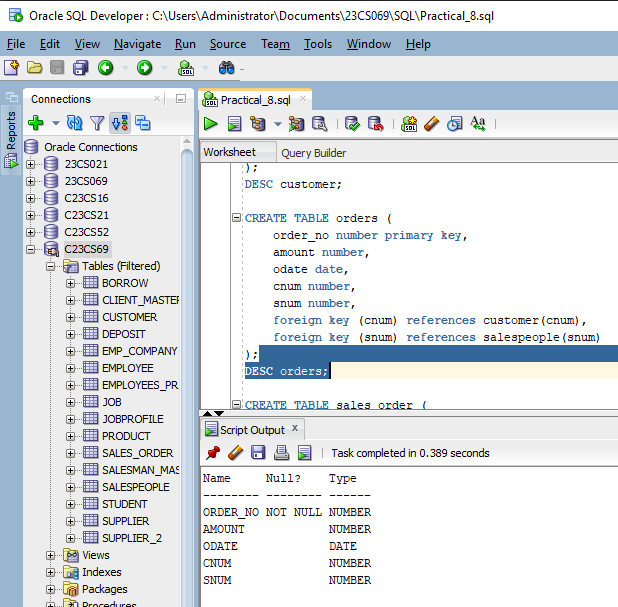 Oracle SQL Developer : C:\Users\Administrator\Documents\23CS069\SQL\Practical_8.sql
File Edit View Navigate Run Source Team Tools Window Help
Reports
Connections
Oracle Connections
23CS021
23CS069
C23CS16
C23CS21
C23CS52
C23CS69
Tables (Filtered)
BORROW
CLIENT_MASTER
CUSTOMER
DEPOSIT
EMP_COMPANY
EMPLOYEE
EMPLOYEES_PR
JOB
JOBPROFILE
PRODUCT
SALES_ORDER
SALESMAN_MAS
SALESPEOPLE
STUDENT
SUPPLIER
SUPPLIER_2
Views
Indexes
Packages
Procedures
Practical_8.sql
Worksheet Query Builder
);
DESC customer;
CREATE TABLE orders (
order_no number primary key,
amount number,
odate date,
cnum number,
snum number,
foreign key (cnum) references customer(cnum),
foreign key (snum) references salespeople(snum)
);
DESC orders;
CREATE TABLE sales_order (
Script Output x
Task completed in 0.389 seconds
Name Null? Type
-------- -------- ------
ORDER_NO NOT NULL NUMBER
AMOUNT NUMBER
ODATE DATE
CNUM NUMBER
SNUM NUMBER